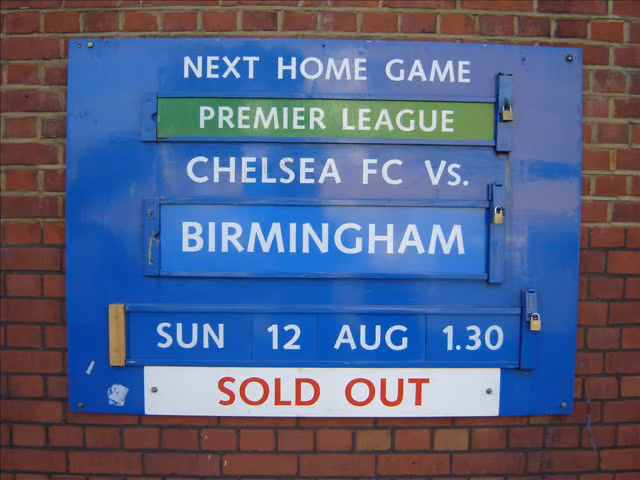 NEXT HOME GAME
PREMIER LEAGUE
CHELSEA FC VS.
BIRMINGHAM
SUN 12 AUG 1.30
SOLD OUT